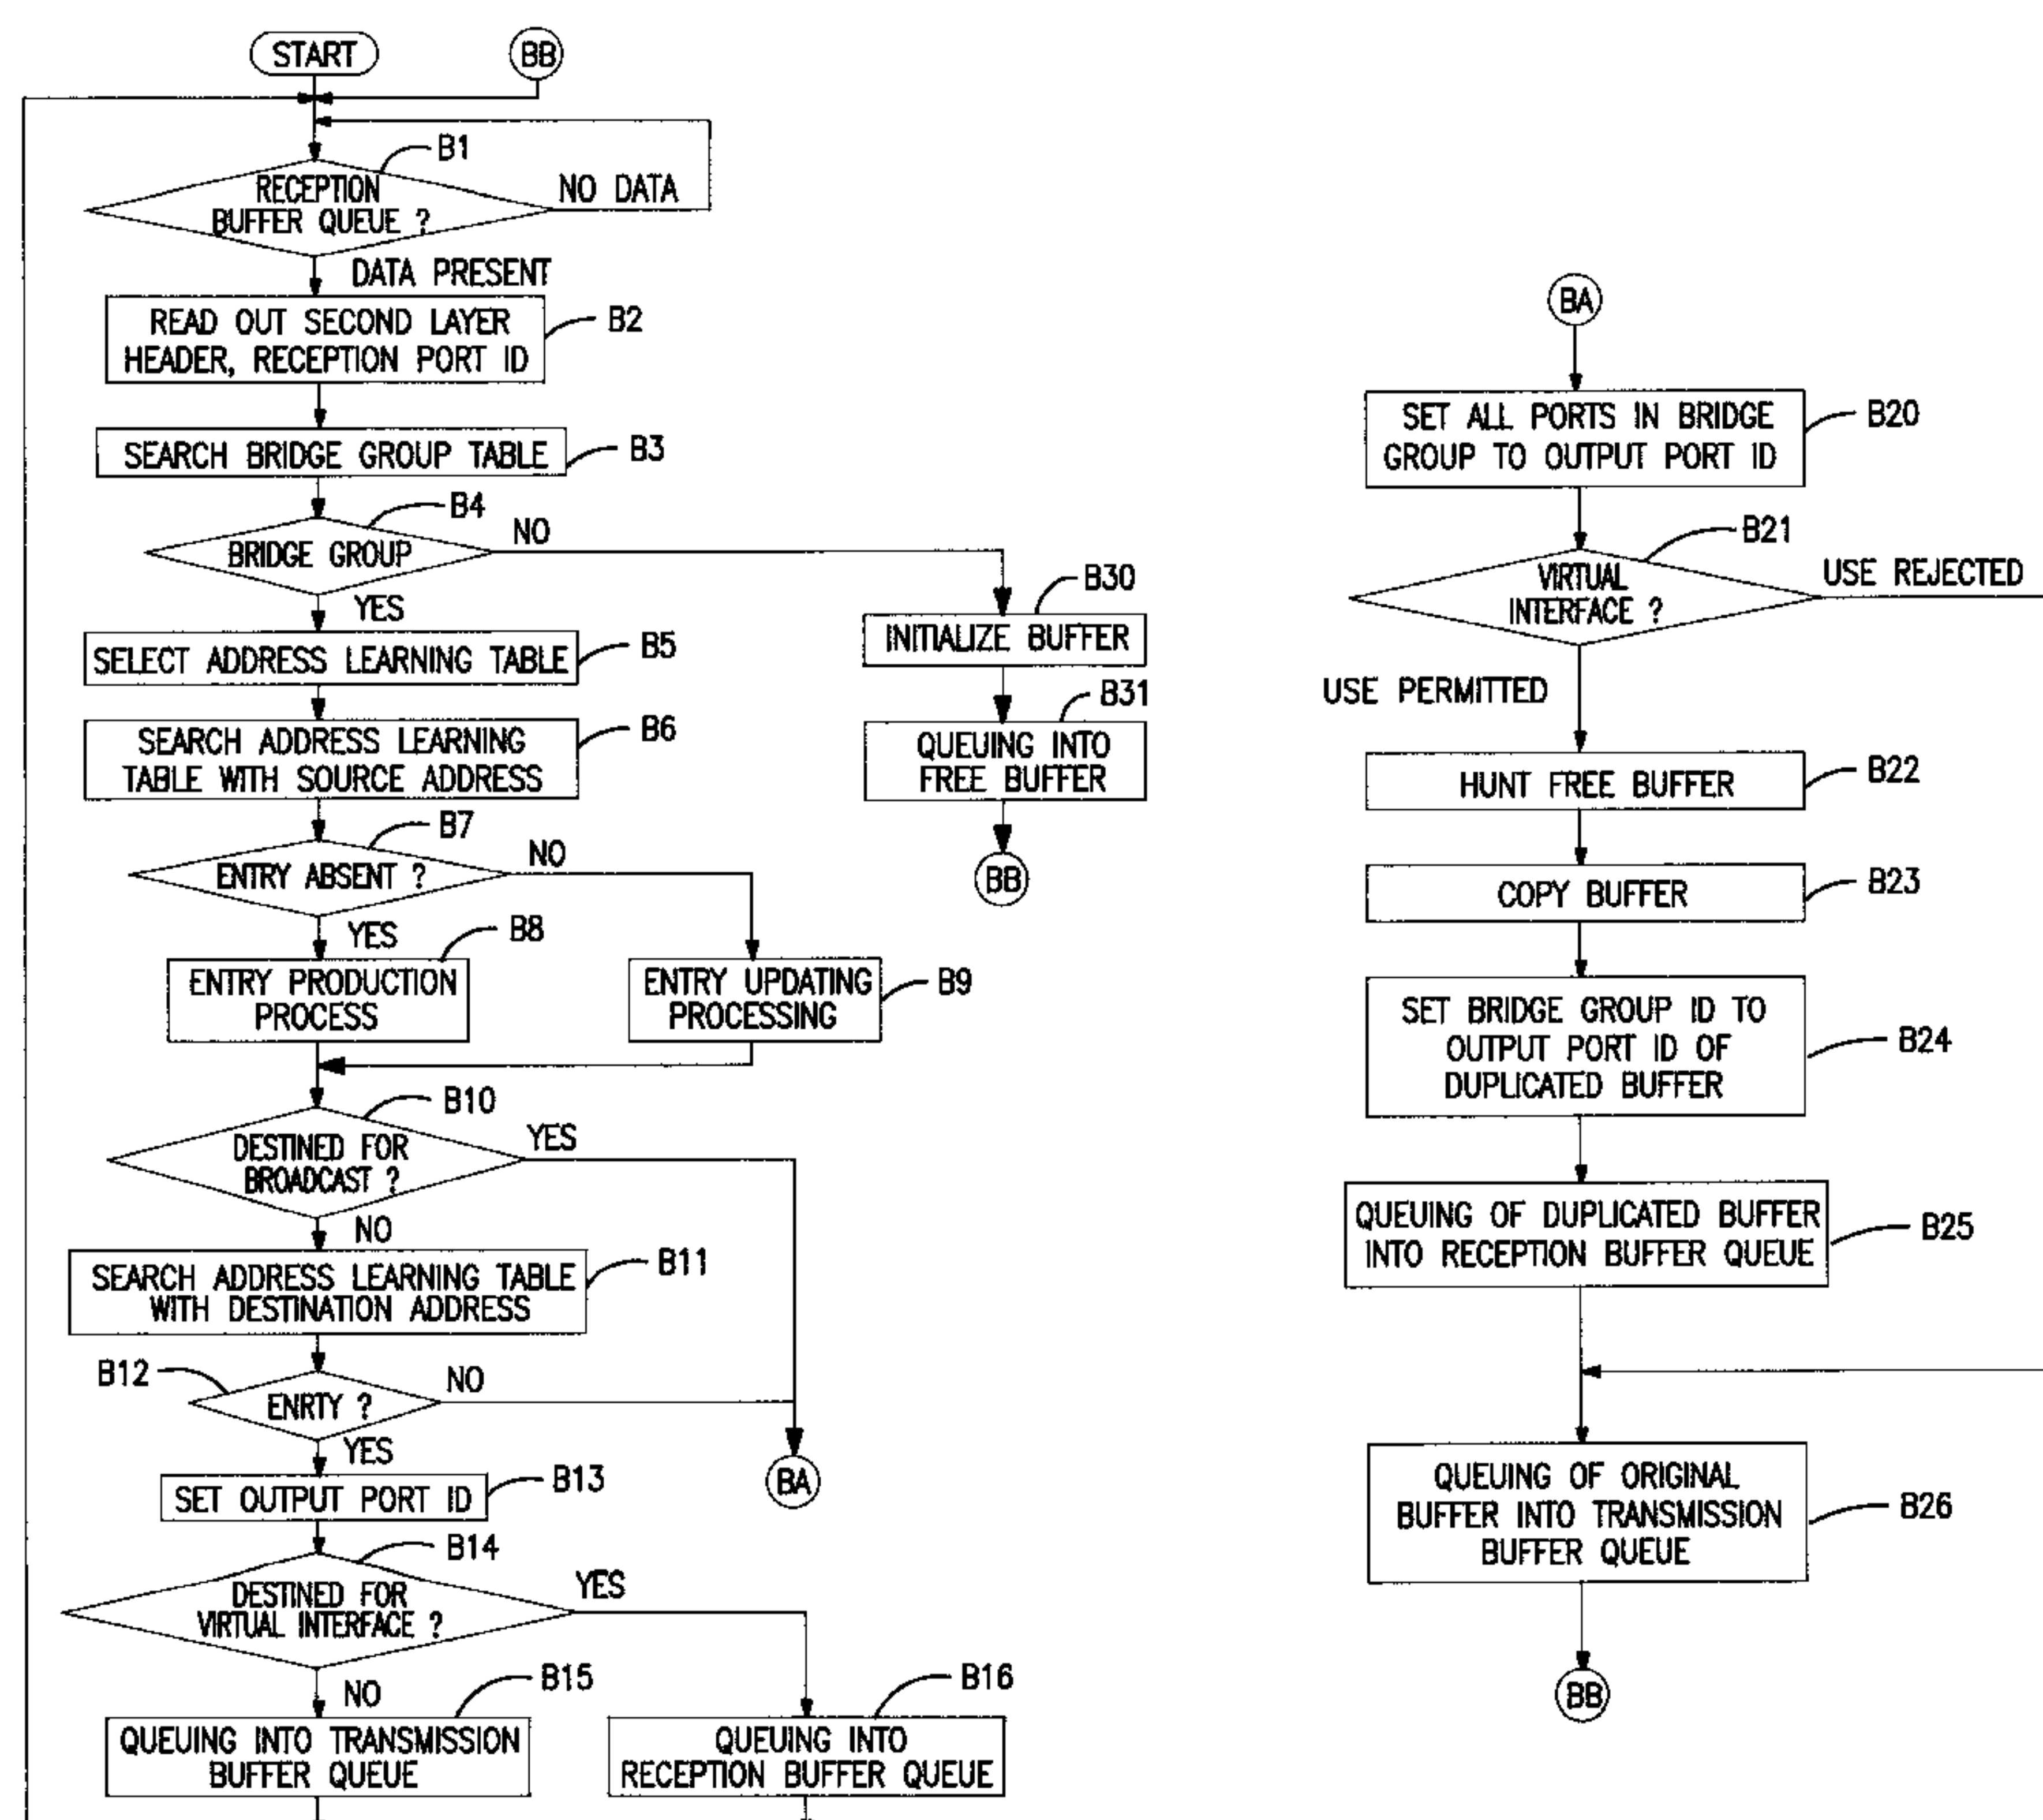 START
BB
B1
RECEPTION
BUFFER QUEUE ?
NO DATA
DATA PRESENT
READ OUT SECOND LAYER
HEADER, RECEPTION PORT ID
B2
SEARCH BRIDGE GROUP TABLE
B3
B4
BRIDGE GROUP
NO
YES
SELECT ADDRESS LEARNING TABLE
B5
SEARCH ADDRESS LEARNING
TABLE WITH SOURCE ADDRESS
B6
B30
INITIALIZE BUFFER
B31
QUEUING INTO
FREE BUFFER
BB
B7
ENTRY ABSENT ?
NO
YES
B8
ENTRY PRODUCTION
PROCESS
ENTRY UPDATING
PROCESSING
B9
B10
DESTINED FOR
BROADCAST ?
YES
NO
SEARCH ADDRESS LEARNING TABLE
WITH DESTINATION ADDRESS
B11
B12
ENRTY ?
NO
YES
BA
SET OUTPUT PORT ID
B13
B14
DESTINED FOR
VIRTUAL INTERFACE ?
YES
NO
B15
QUEUING INTO TRANSMISSION
BUFFER QUEUE
B16
QUEUING INTO
RECEPTION BUFFER QUEUE
BA
SET ALL PORTS IN BRIDGE
GROUP TO OUTPUT PORT ID
B20
B21
VIRTUAL
INTERFACE ?
USE REJECTED
USE PERMITTED
HUNT FREE BUFFER
B22
COPY BUFFER
B23
SET BRIDGE GROUP ID TO
OUTPUT PORT ID OF
DUPLICATED BUFFER
B24
QUEUING OF DUPLICATED BUFFER
INTO RECEPTION BUFFER QUEUE
B25
QUEUING OF ORIGINAL
BUFFER INTO TRANSMISSION
BUFFER QUEUE
B26
BB